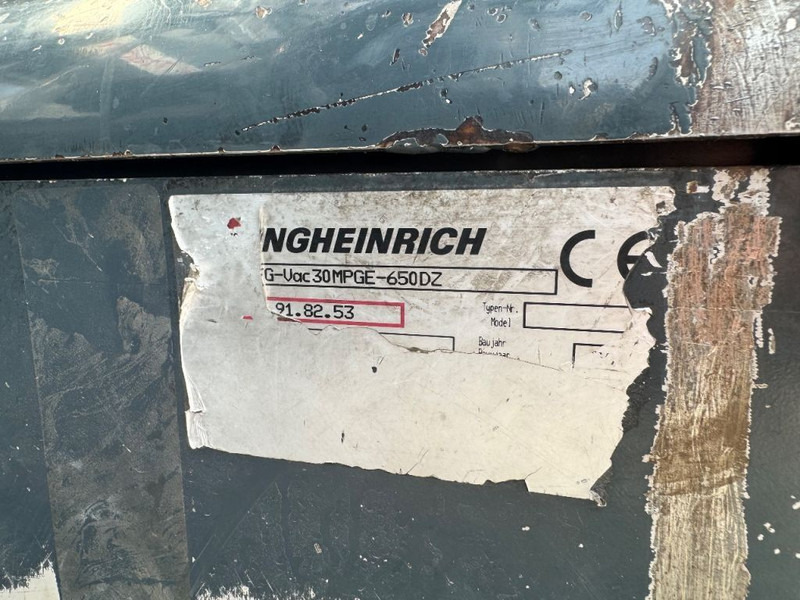 NGHEINRICH CE
G-Vac30MPGE-650DZ
91.82.53 Typen-Nr.
Model
Baujahr